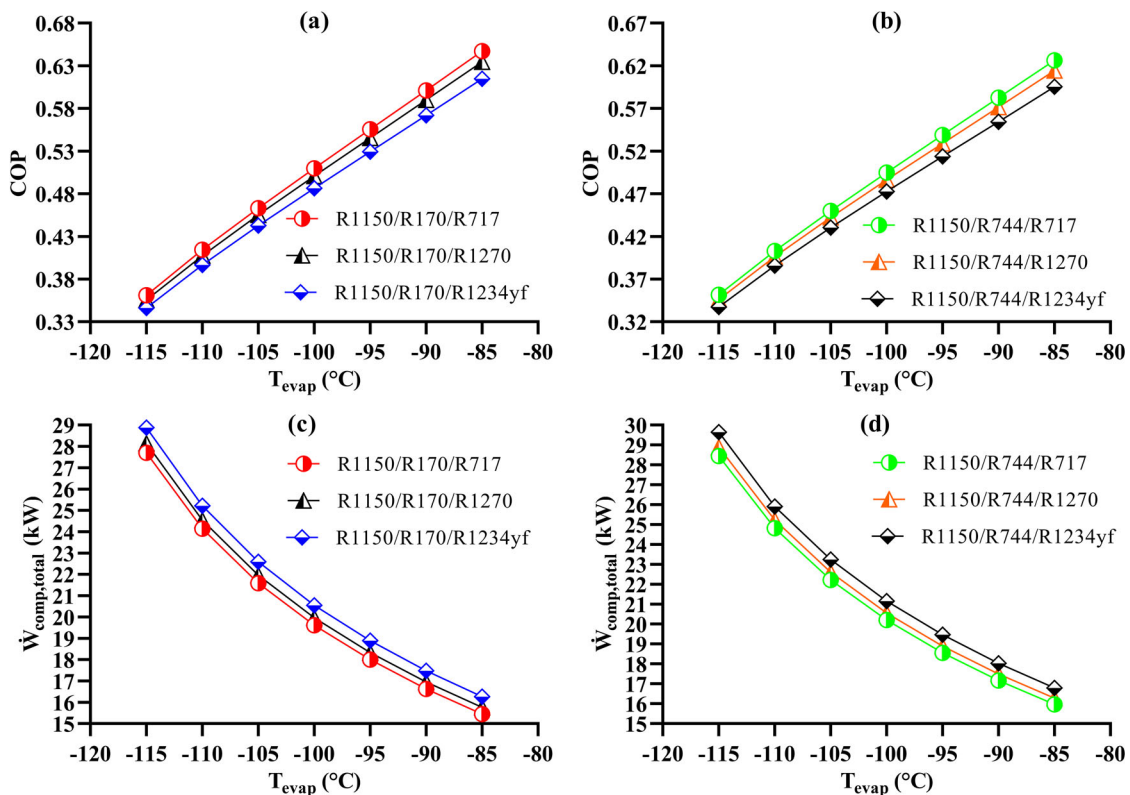 (a)
0.68
0.63
0.58
0.53
0.48
0.43
0.38
0.33
COP
R1150/R170/R717
R1150/R170/R1270
R1150/R170/R1234yf
-120 -115 -110 -105 -100 -95 -90 -85 -80
Tevap (°C)
(b)
0.67
0.62
0.57
0.52
0.47
0.42
0.37
0.32
COP
R1150/R744/R717
R1150/R744/R1270
R1150/R744/R1234yf
-120 -115 -110 -105 -100 -95 -90 -85 -80
Tevap (°C)
(c)
29
28
27
26
25
24
23
22
21
20
19
18
17
16
15
Ẇcomp,total (kW)
R1150/R170/R717
R1150/R170/R1270
R1150/R170/R1234yf
-120 -115 -110 -105 -100 -95 -90 -85 -80
Tevap (°C)
(d)
30
29
28
27
26
25
24
23
22
21
20
19
18
17
16
15
Ẇcomp,total (kW)
R1150/R744/R717
R1150/R744/R1270
R1150/R744/R1234yf
-120 -115 -110 -105 -100 -95 -90 -85 -80
Tevap (°C)